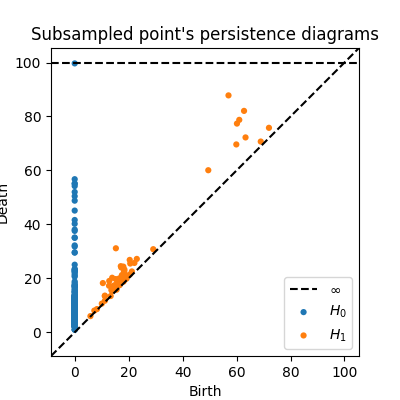 Subsampled point's persistence diagrams
100
80
60
40
20
0
Death
0 20 40 60 80 100
Birth
∞
H₀
H₁